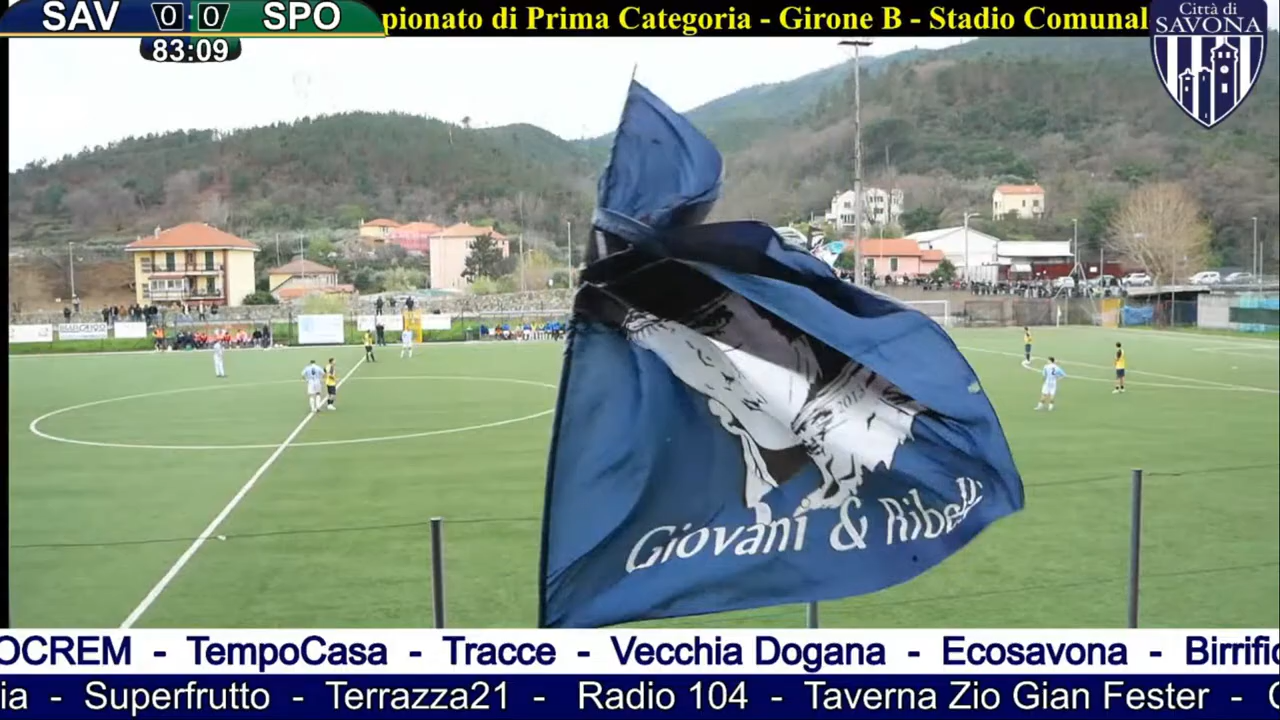 SAV 0 - 0 SPO
83:09
pionato di Prima Categoria - Girone B - Stadio Comunal
Città di
SAVONA
2013
Giovani & Ribelli
OCREM - TempoCasa - Tracce - Vecchia Dogana - Ecosavona - Birrific
ia - Superfrutto - Terrazza21 - Radio 104 - Taverna Zio Gian Fester -